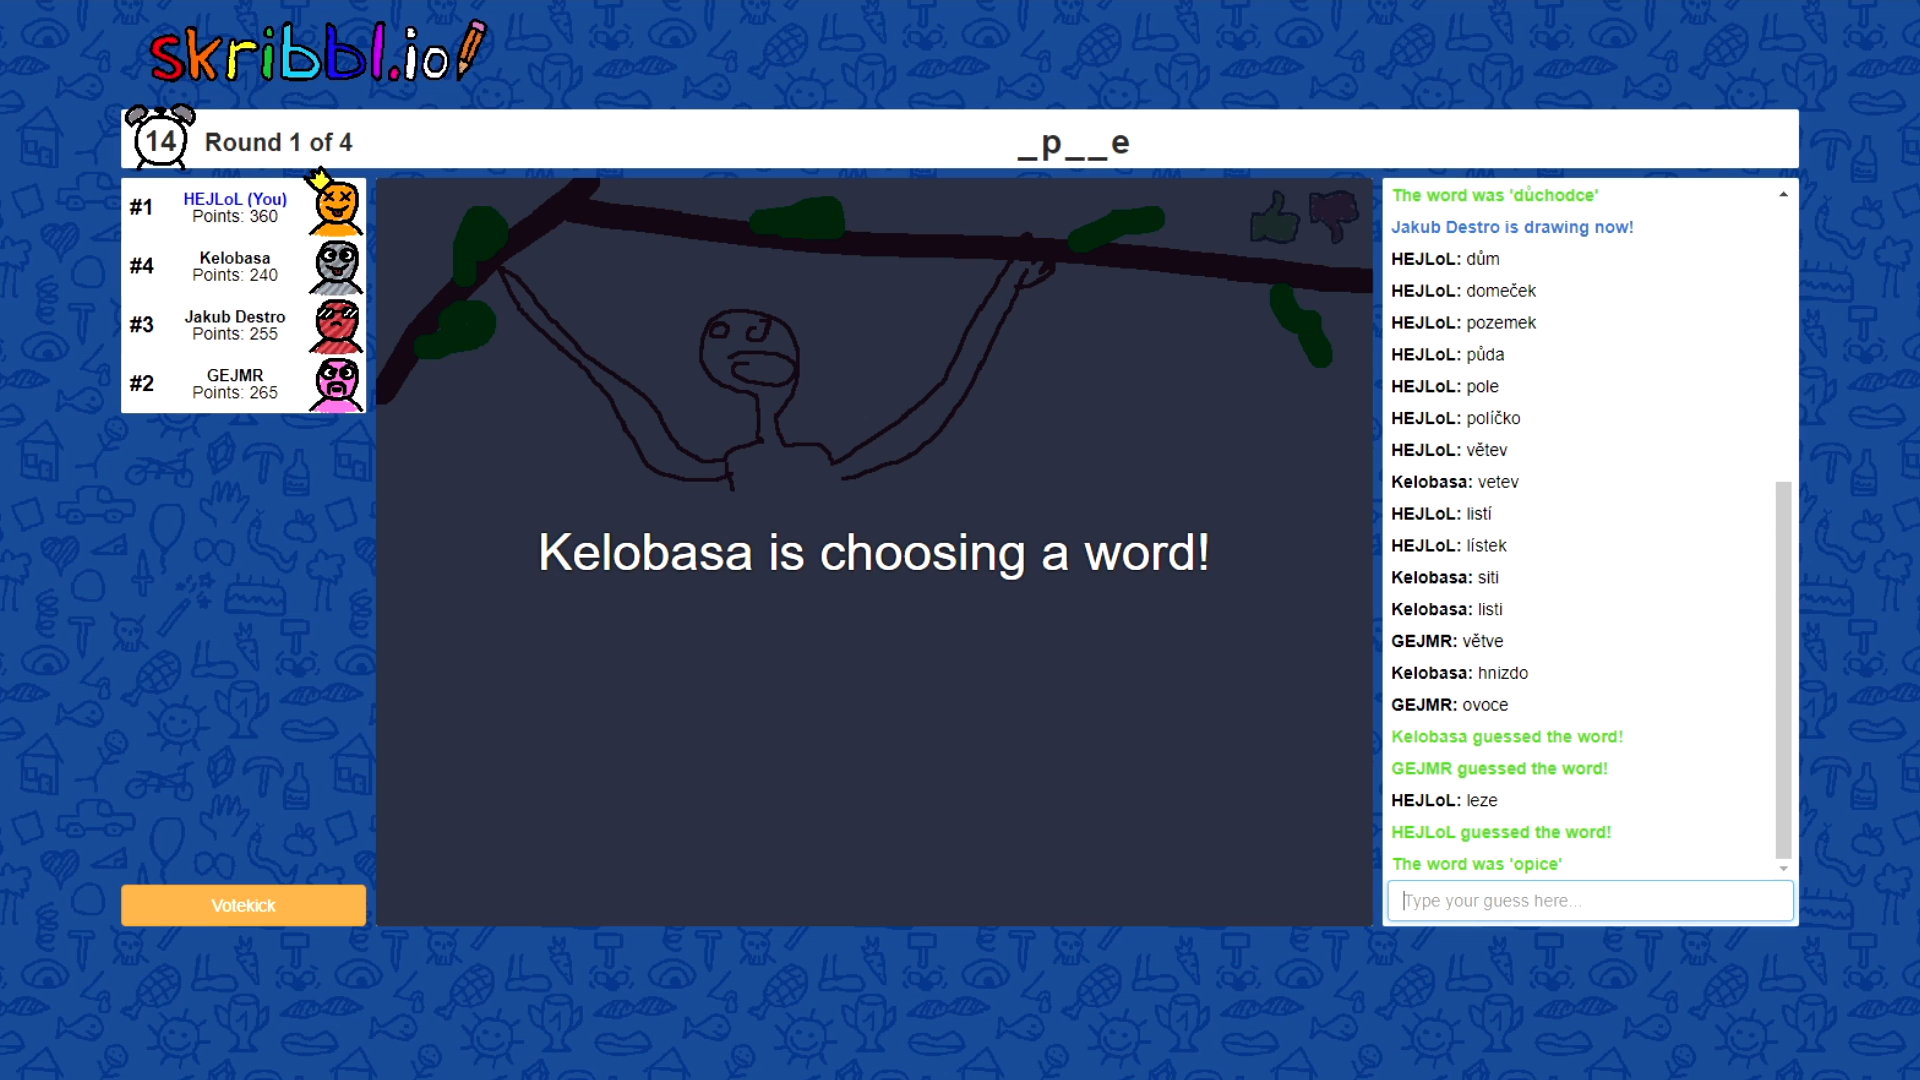 skribbl.io
14
Round 1 of 4
_p__e
#1
HEJLoL (You)
Points: 360
#4
Kelobasa
Points: 240
#3
Jakub Destro
Points: 255
#2
GEJMR
Points: 265
Votekick
Kelobasa is choosing a word!
The word was 'důchodce'
Jakub Destro is drawing now!
HEJLoL: dům
HEJLoL: domeček
HEJLoL: pozemek
HEJLoL: půda
HEJLoL: pole
HEJLoL: políčko
HEJLoL: větev
Kelobasa: vetev
HEJLoL: listí
HEJLoL: lístek
Kelobasa: siti
Kelobasa: listi
GEJMR: větve
Kelobasa: hnizdo
GEJMR: ovoce
Kelobasa guessed the word!
GEJMR guessed the word!
HEJLoL: leze
HEJLoL guessed the word!
The word was 'opice'
Type your guess here...